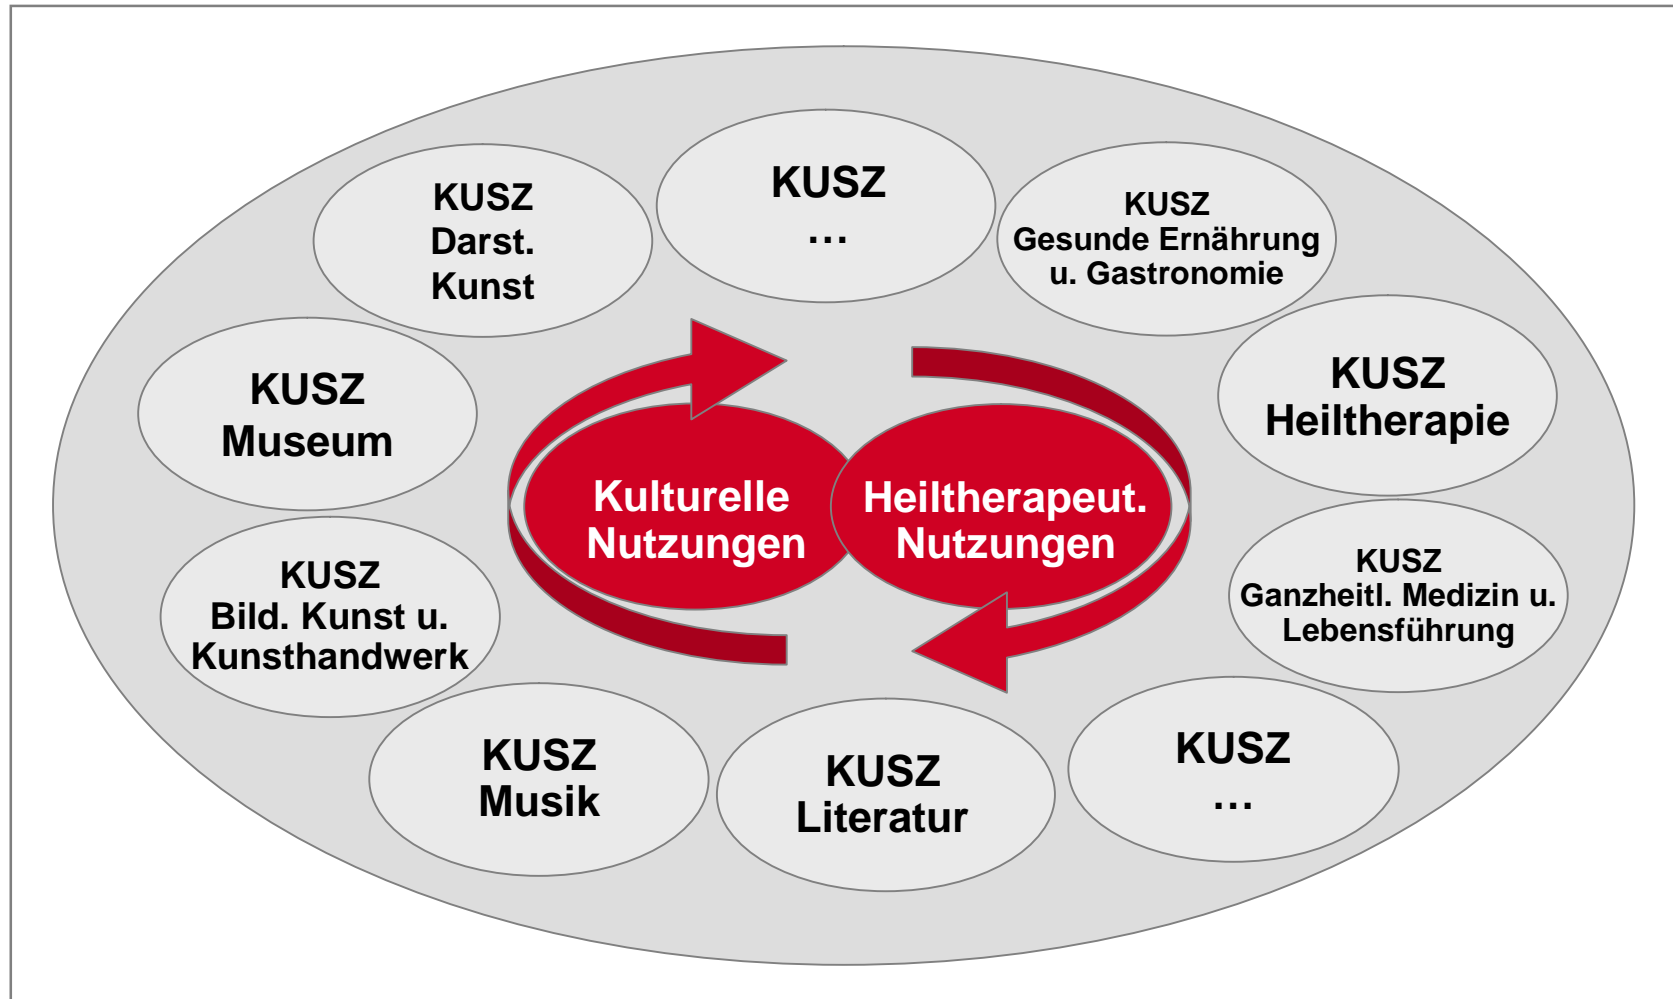 KUSZ
Darst.
Kunst
KUSZ
…
KUSZ
Gesunde Ernährung
u. Gastronomie
KUSZ
Museum
KUSZ
Heiltherapie
Kulturelle
Nutzungen
Heiltherapeut.
Nutzungen
KUSZ
Bild. Kunst u.
Kunsthandwerk
KUSZ
Ganzheitl. Medizin u.
Lebensführung
KUSZ
Musik
KUSZ
Literatur
KUSZ
…